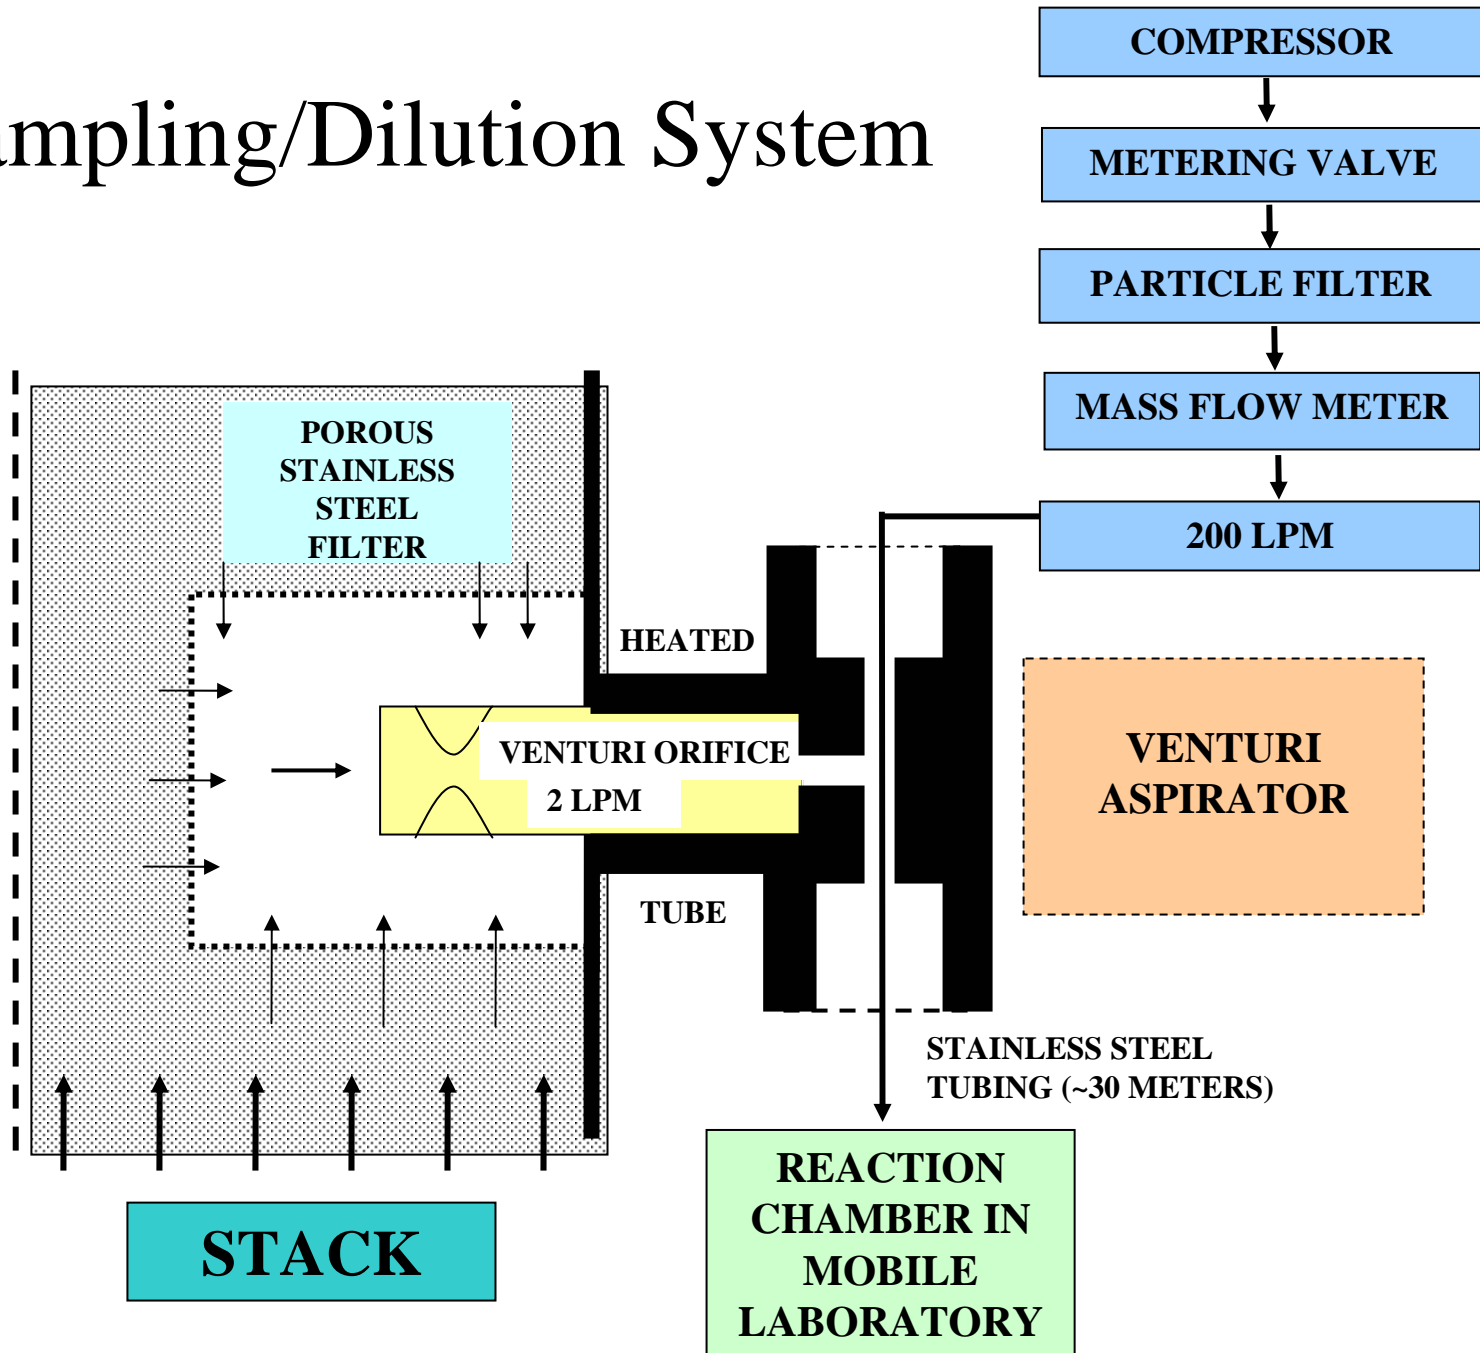 COMPRESSOR
ampling/Dilution System
METERING VALVE
PARTICLE FILTER
MASS FLOW METER
200 LPM
POROUS
STAINLESS
STEEL
FILTER
HEATED
VENTURI ORIFICE
2 LPM
TUBE
VENTURI
ASPIRATOR
STAINLESS STEEL
TUBING (~30 METERS)
STACK
REACTION
CHAMBER IN
MOBILE
LABORATORY